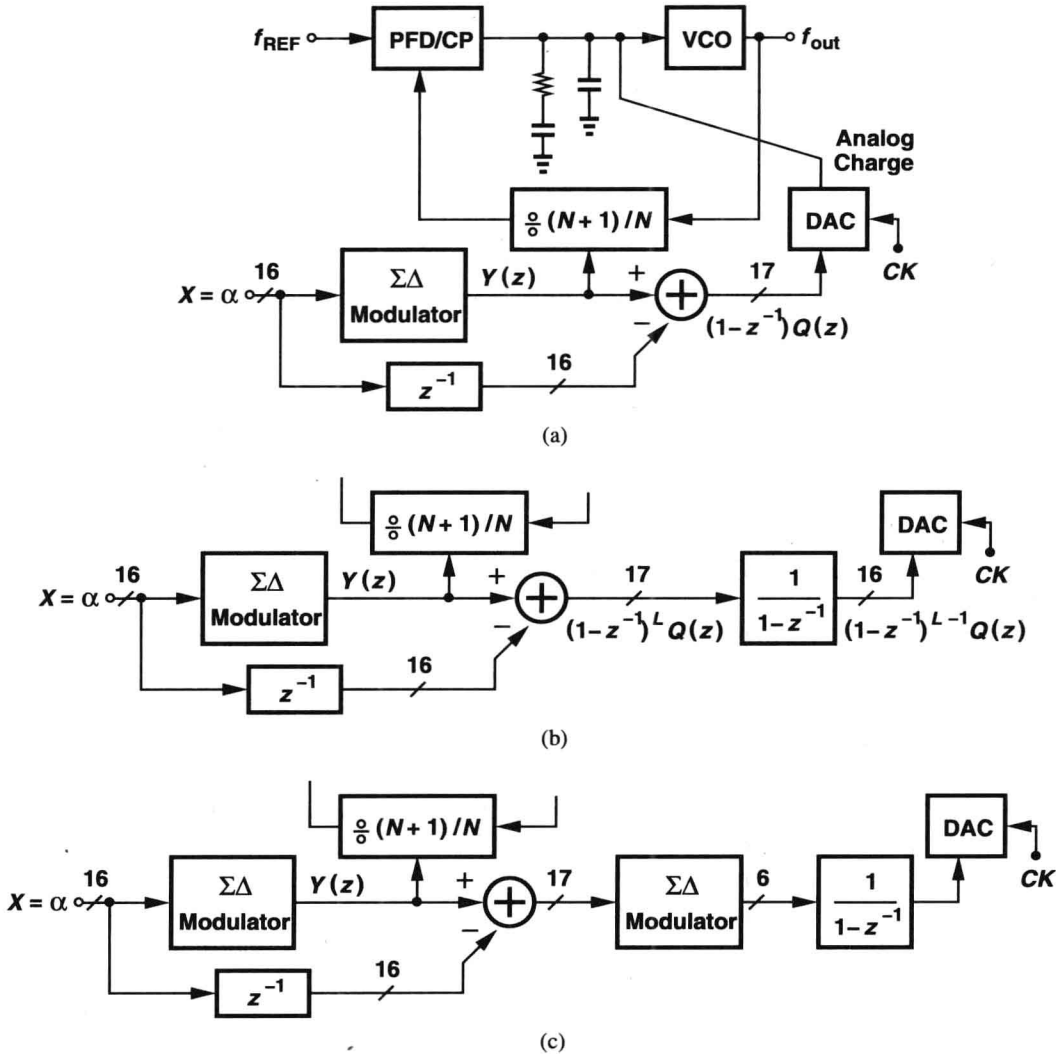 f_REF PFD/CP VCO f_out
Analog
Charge
÷ (N + 1) / N DAC
CK
X = α 16 ΣΔ
Modulator Y(z) + − + 17 (1 − z^−1) Q(z)
z^−1 16
(a)
÷ (N + 1) / N DAC
CK
X = α 16 ΣΔ
Modulator Y(z) + − + 17 (1 − z^−1)^L Q(z) 1 / (1 − z^−1) 16 (1 − z^−1)^L−1 Q(z)
z^−1 16
(b)
÷ (N + 1) / N DAC
CK
X = α 16 ΣΔ
Modulator Y(z) + − + 17 ΣΔ
Modulator 6 1 / (1 − z^−1)
z^−1 16
(c)